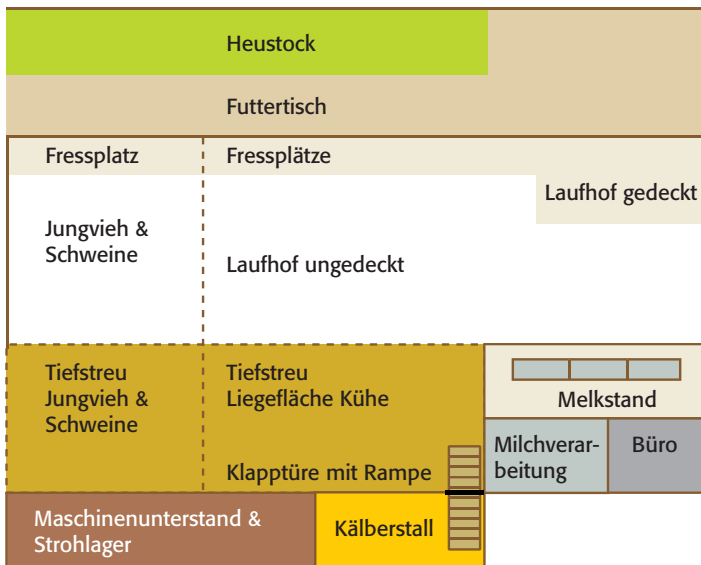 Heustock
Futtertisch
Fressplatz
Fressplätze
Laufhof gedeckt
Jungvieh &
Schweine
Laufhof ungedeckt
Tiefstreu
Jungvieh &
Schweine
Tiefstreu
Liegefläche Kühe
Melkstand
Klapptüre mit Rampe
Milchverar-
beitung
Büro
Maschinenunterstand &
Strohlager
Kälberstall